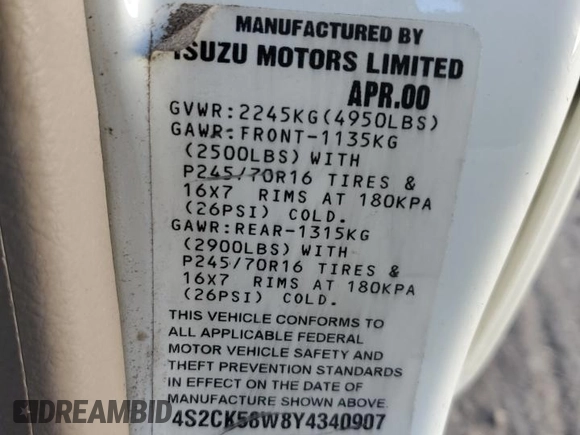 MANUFACTURED BY
ISUZU MOTORS LIMITED
APR.00
GVWR:2245KG(4950LBS)
GAWR:FRONT-1135KG
(2500LBS) WITH
P245/70R16 TIRES &
16X7 RIMS AT 180KPA
(26PSI) COLD.
GAWR:REAR-1315KG
(2900LBS) WITH
P245/70R16 TIRES &
16X7 RIMS AT 180KPA
(26PSI) COLD.
THIS VEHICLE CONFORMS TO
ALL APPLICABLE FEDERAL
MOTOR VEHICLE SAFETY AND
THEFT PREVENTION STANDARDS
IN EFFECT ON THE DATE OF
MANUFACTURE SHOWN ABOVE.
4S2CK58W8Y4340907
DREAMBID